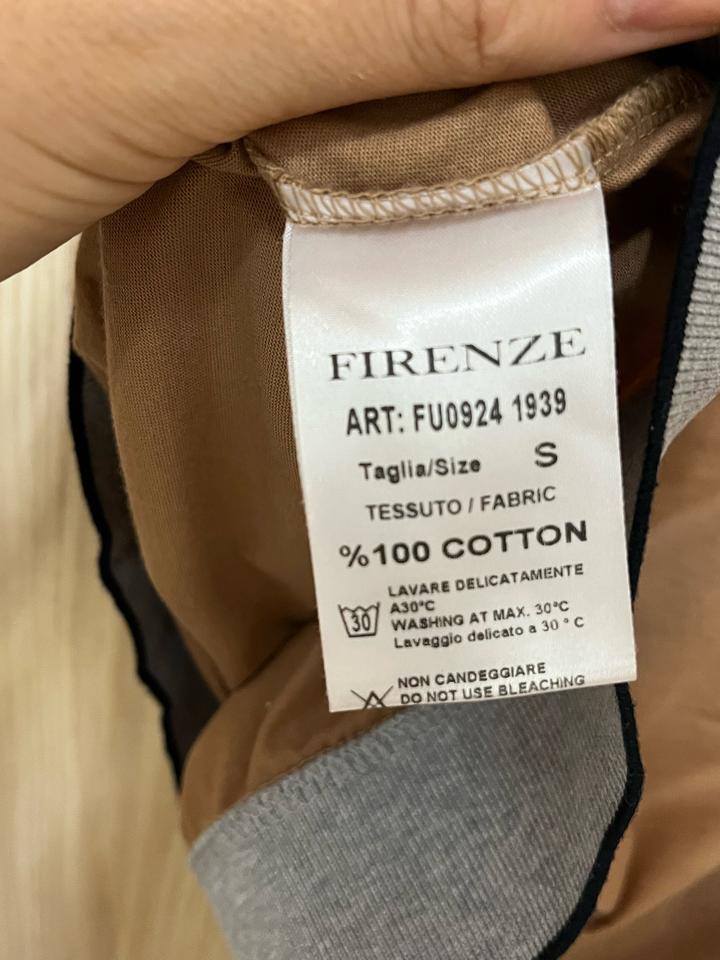 FIRENZE
ART: FU0924 1939
Taglia/Size S
TESSUTO / FABRIC
%100 COTTON
LAVARE DELICATAMENTE
A30°C
30
WASHING AT MAX. 30°C
Lavaggio delicato a 30 ° C
NON CANDEGGIARE
DO NOT USE BLEACHING